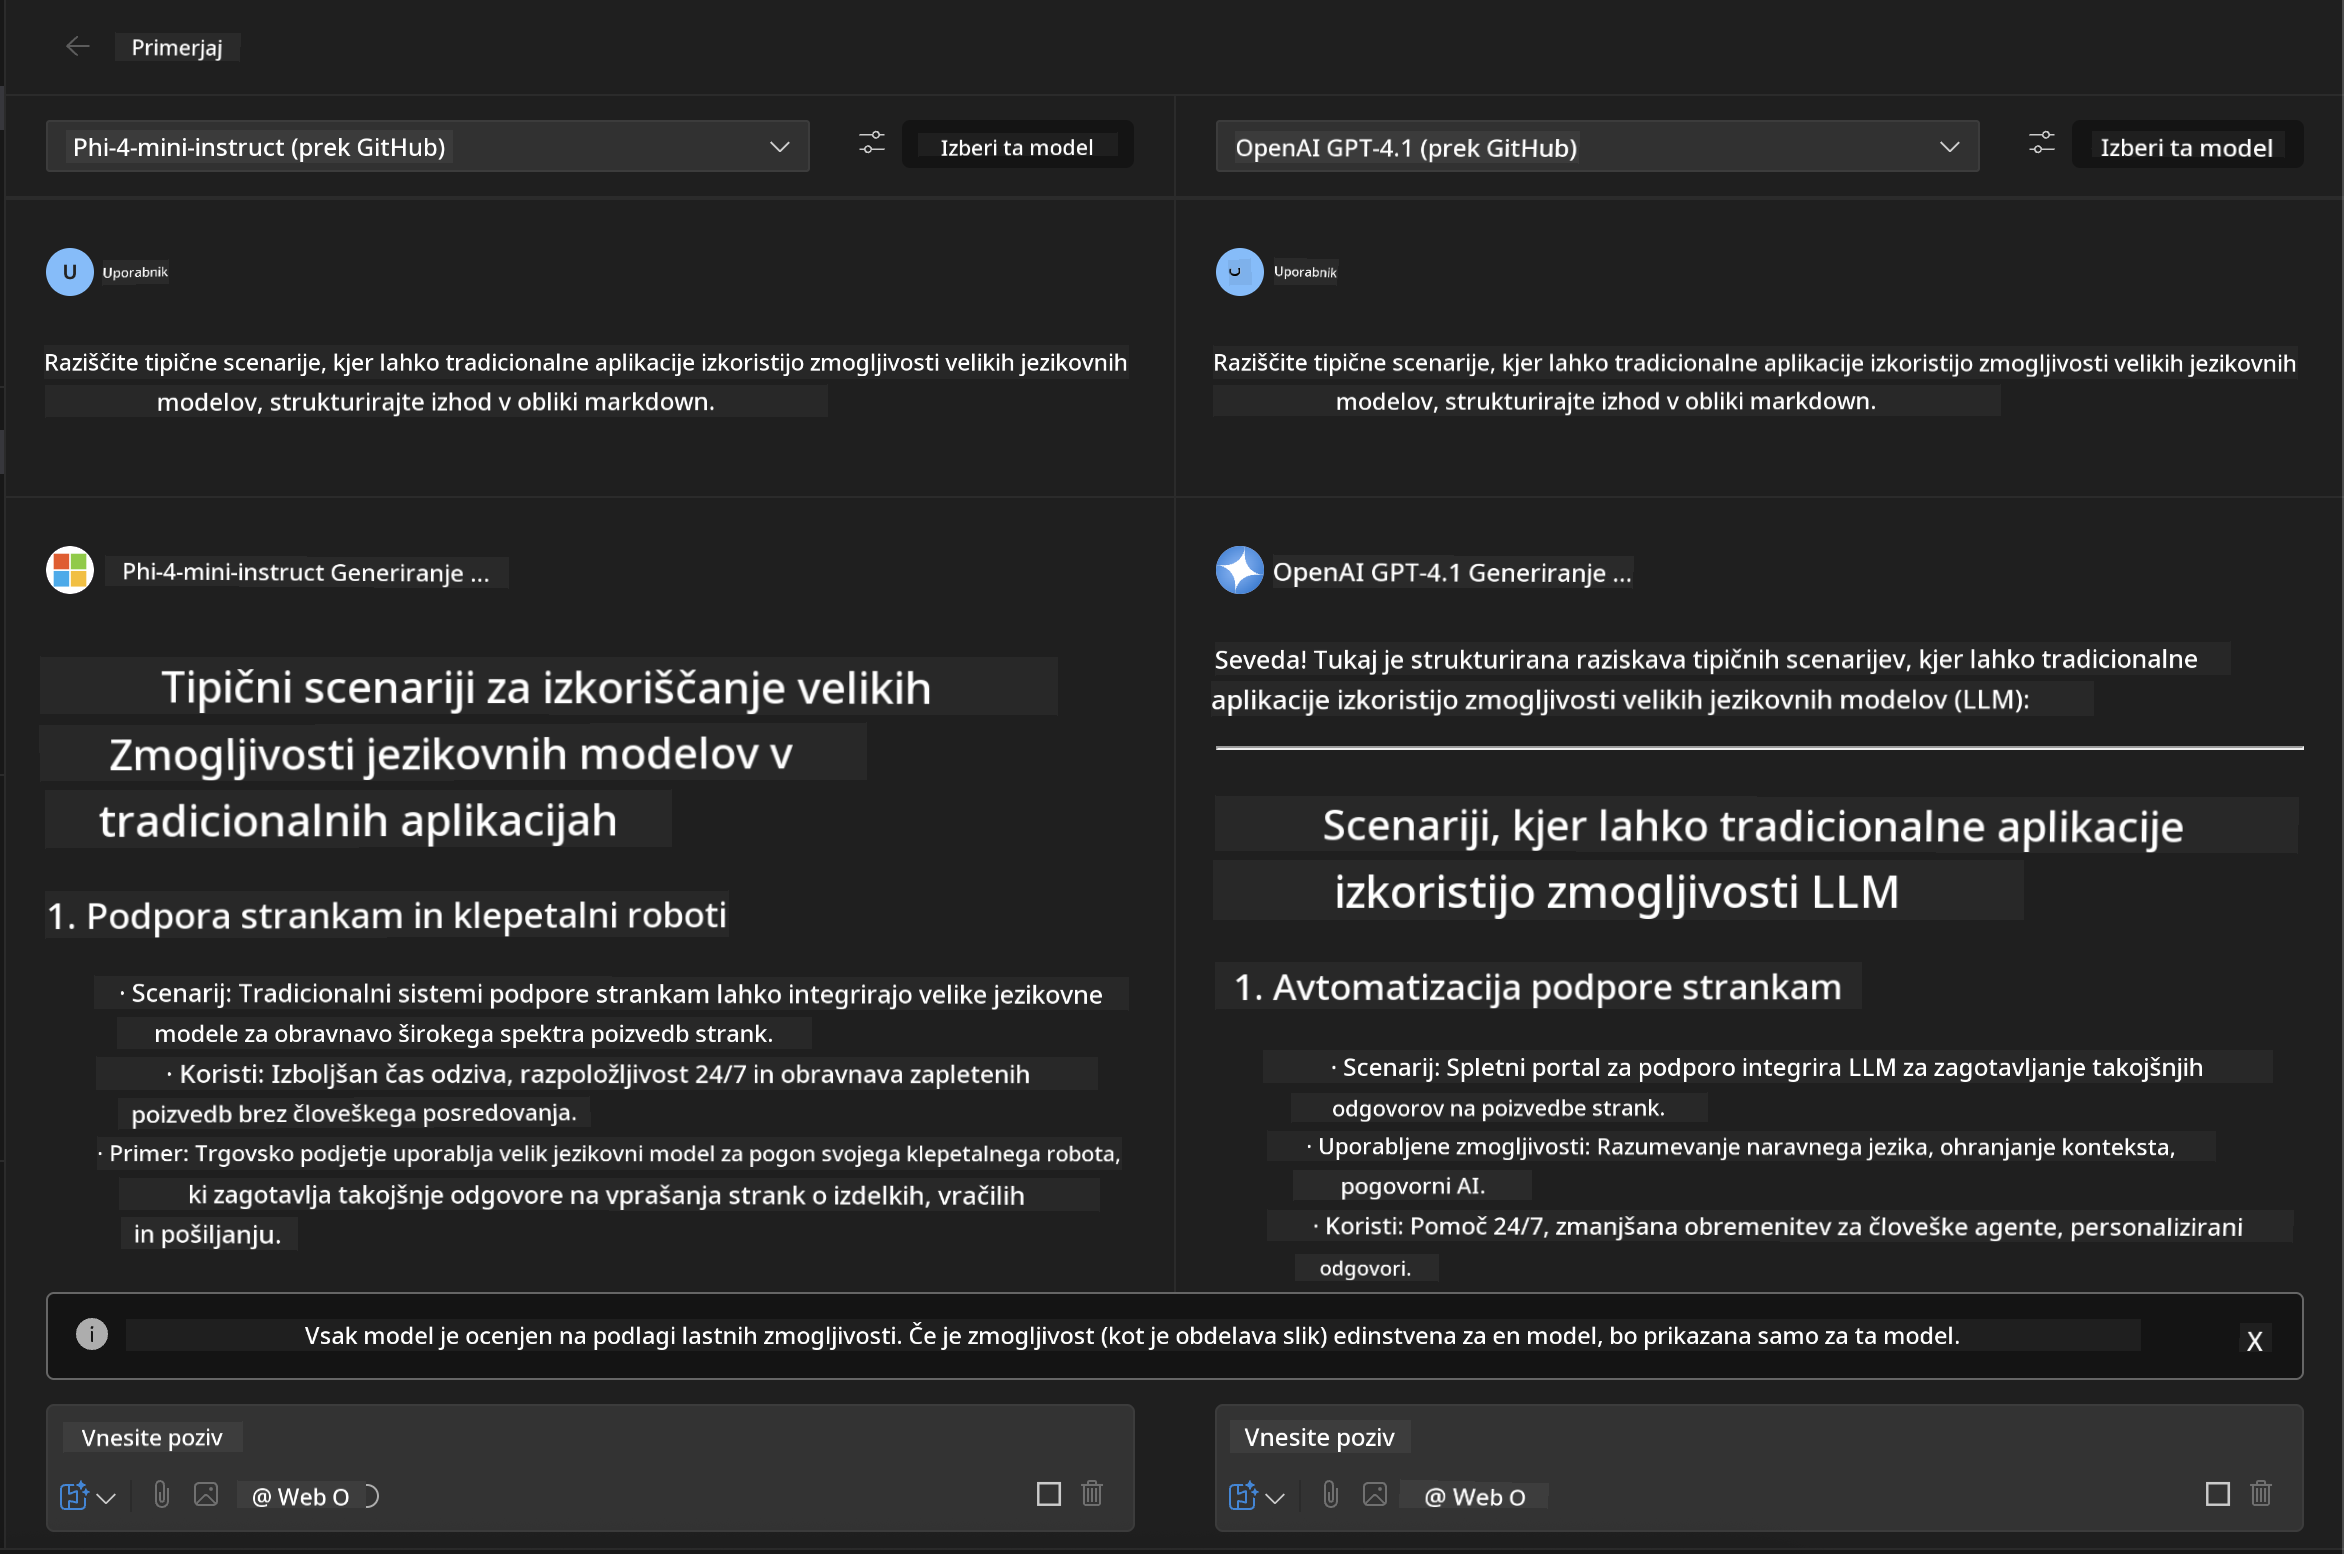 Primerjaj
Phi-4-mini-instruct (prek GitHub)
Izberi ta model
U
Uporabnik
Raziščite tipične scenarije, kjer lahko tradicionalne aplikacije izkoristijo zmogljivosti velikih jezikovnih
modelov, strukturirajte izhod v obliki markdown.
Phi-4-mini-instruct Generiranje ...
Tipični scenariji za izkoriščanje velikih
Zmogljivosti jezikovnih modelov v
tradicionalnih aplikacijah
1. Podpora strankam in klepetalni roboti
· Scenarij: Tradicionalni sistemi podpore strankam lahko integrirajo velike jezikovne
modele za obravnavo širokega spektra poizvedb strank.
· Koristi: Izboljšan čas odziva, razpoložljivost 24/7 in obravnava zapletenih
poizvedb brez človeškega posredovanja.
· Primer: Trgovsko podjetje uporablja velik jezikovni model za pogon svojega klepetalnega robota,
ki zagotavlja takojšnje odgovore na vprašanja strank o izdelkih, vračilih
in pošiljanju.
OpenAI GPT-4.1 (prek GitHub)
Izberi ta model
Uporabnik
Raziščite tipične scenarije, kjer lahko tradicionalne aplikacije izkoristijo zmogljivosti velikih jezikovnih
modelov, strukturirajte izhod v obliki markdown.
OpenAI GPT-4.1 Generiranje ...
Seveda! Tukaj je strukturirana raziskava tipičnih scenarijev, kjer lahko tradicionalne
aplikacije izkoristijo zmogljivosti velikih jezikovnih modelov (LLM):
Scenariji, kjer lahko tradicionalne aplikacije
izkoristijo zmogljivosti LLM
1. Avtomatizacija podpore strankam
· Scenarij: Spletni portal za podporo integrira LLM za zagotavljanje takojšnjih
odgovorov na poizvedbe strank.
· Uporabljene zmogljivosti: Razumevanje naravnega jezika, ohranjanje konteksta,
pogovorni AI.
· Koristi: Pomoč 24/7, zmanjšana obremenitev za človeške agente, personalizirani
odgovori.
Vsak model je ocenjen na podlagi lastnih zmogljivosti. Če je zmogljivost (kot je obdelava slik) edinstvena za en model, bo prikazana samo za ta model.
X
Vnesite poziv
@ Web O
Vnesite poziv
@ Web O